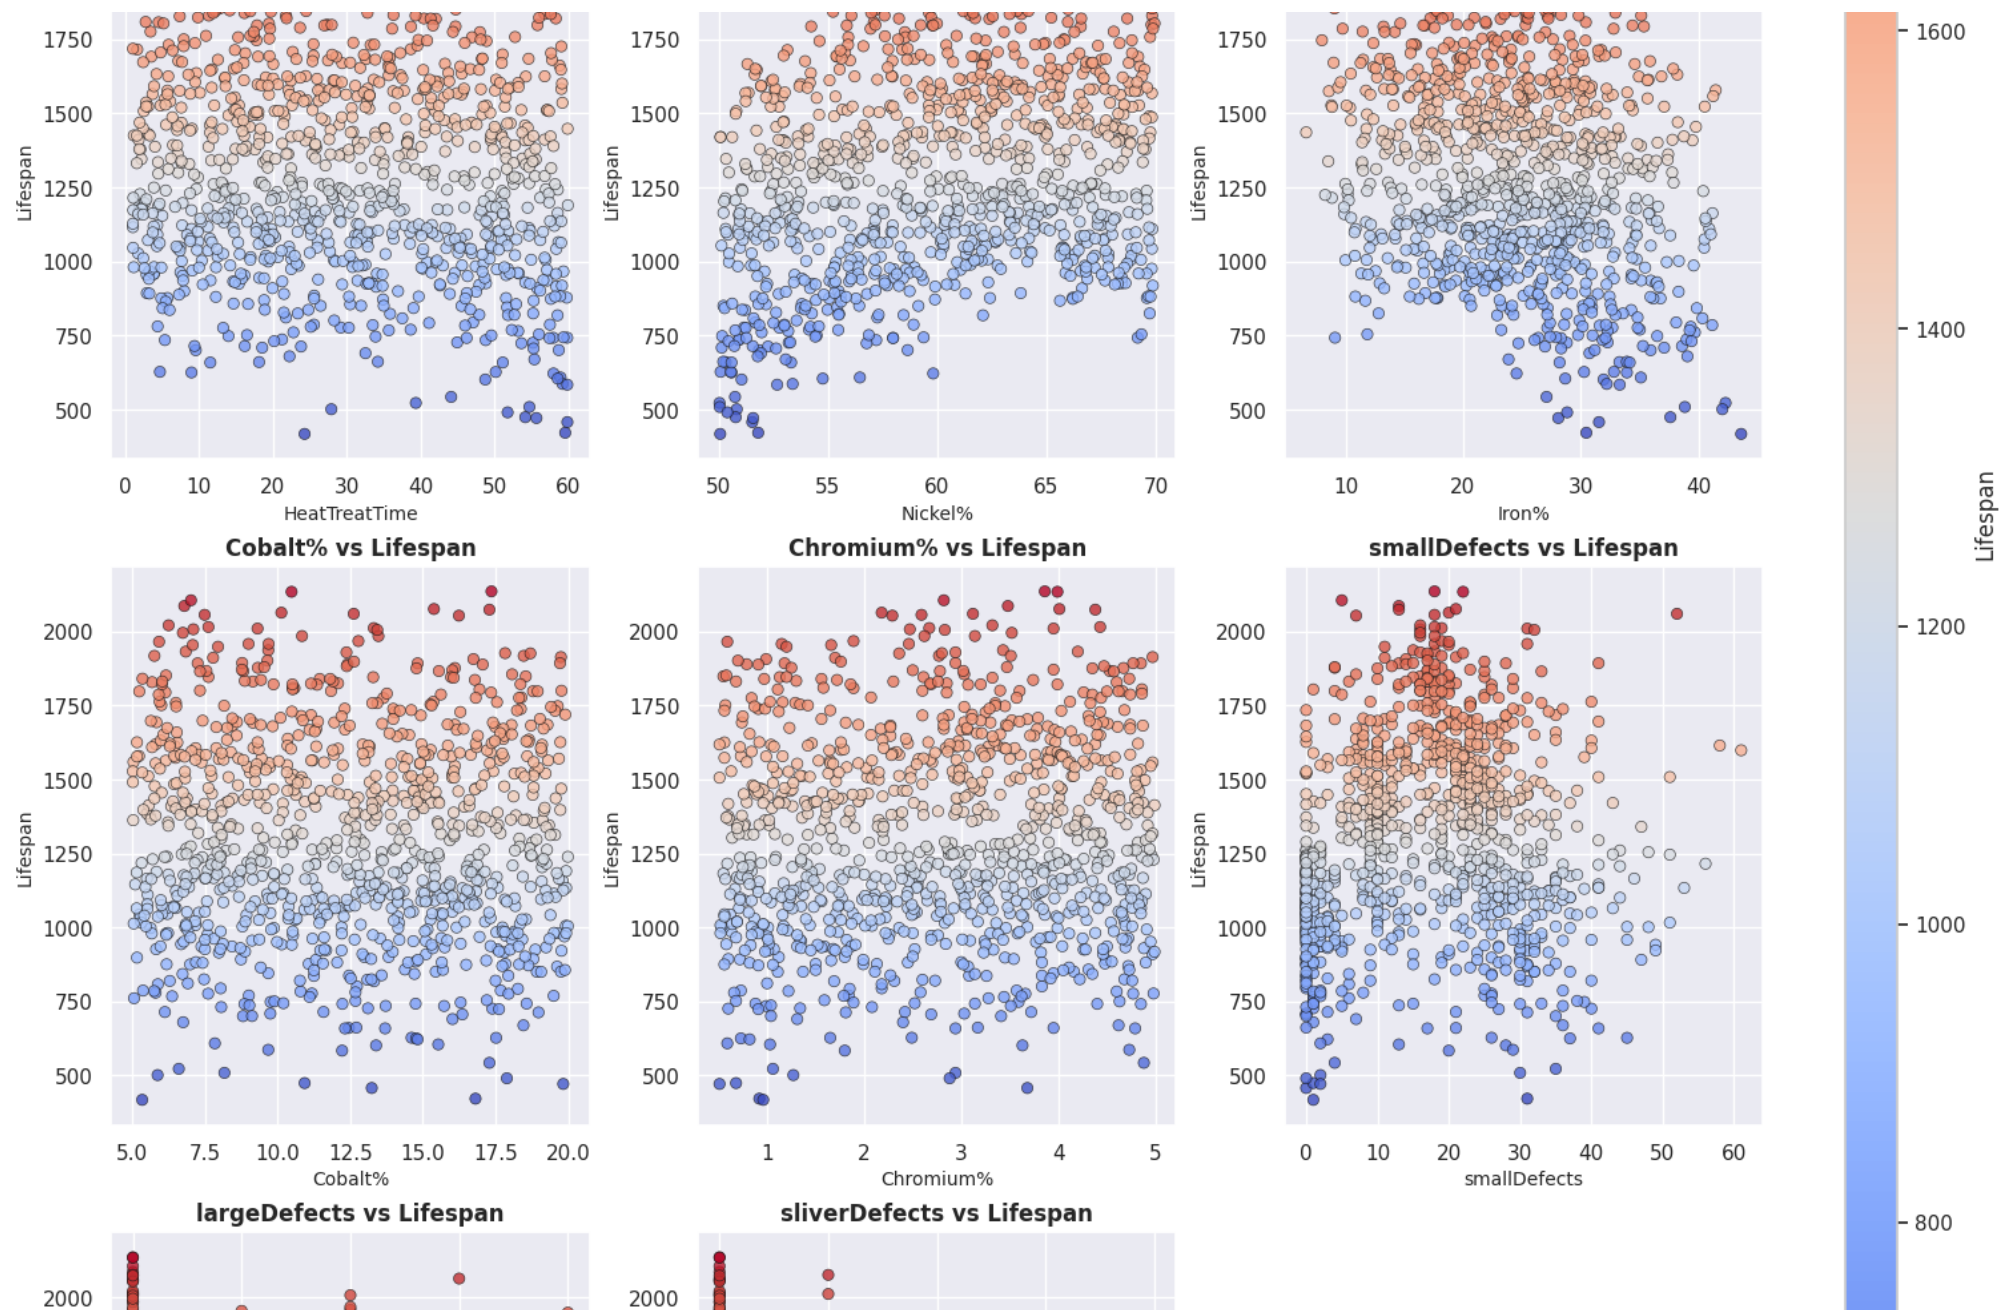 1750
1500
1250
1000
750
500
Lifespan
0 10 20 30 40 50 60
HeatTreatTime
1750
1500
1250
1000
750
500
Lifespan
50 55 60 65 70
Nickel%
1750
1500
1250
1000
750
500
Lifespan
10 20 30 40
Iron%
Cobalt% vs Lifespan
2000
1750
1500
1250
1000
750
500
Lifespan
5.0 7.5 10.0 12.5 15.0 17.5 20.0
Cobalt%
Chromium% vs Lifespan
2000
1750
1500
1250
1000
750
500
Lifespan
1 2 3 4 5
Chromium%
smallDefects vs Lifespan
2000
1750
1500
1250
1000
750
500
Lifespan
0 10 20 30 40 50 60
smallDefects
largeDefects vs Lifespan
2000
sliverDefects vs Lifespan
2000
1600
1400
1200
1000
800
Lifespan